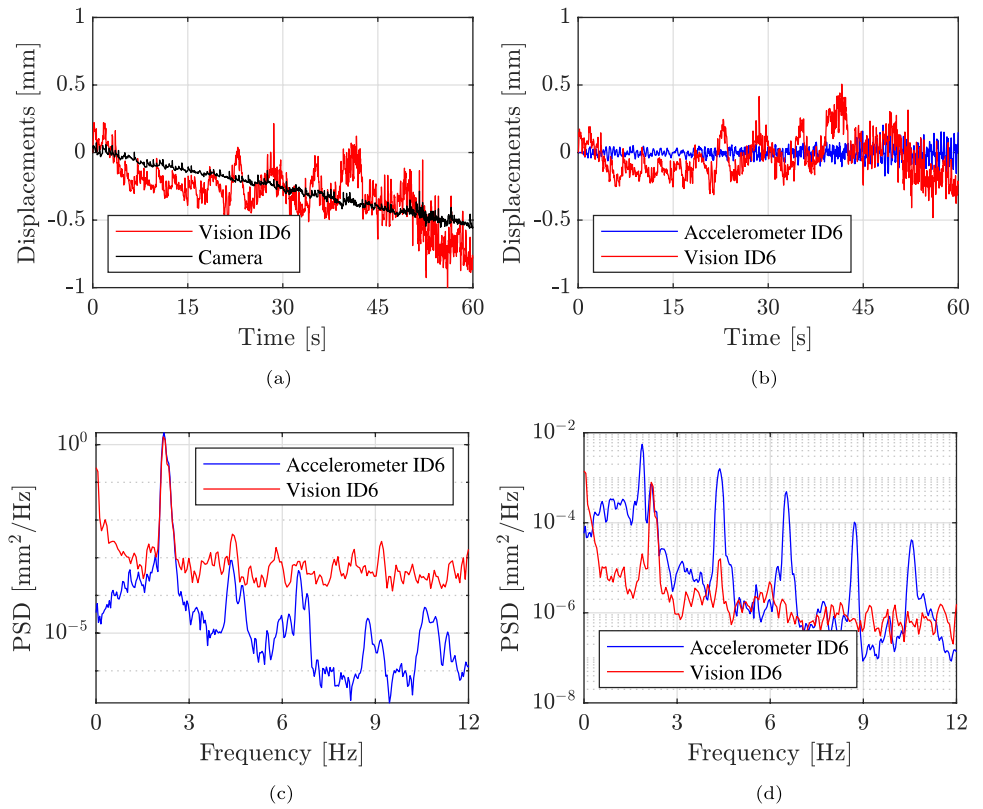 1
0.5
0
-0.5
-1
Displacements [mm]
Vision ID6
Camera
0 15 30 45 60
Time [s]
(a)
1
0.5
0
-0.5
-1
Displacements [mm]
Accelerometer ID6
Vision ID6
0 15 30 45 60
Time [s]
(b)
10^0
10^-5
PSD [mm^2/Hz]
Accelerometer ID6
Vision ID6
0 3 6 9 12
Frequency [Hz]
(c)
10^-2
10^-4
10^-6
10^-8
PSD [mm^2/Hz]
Accelerometer ID6
Vision ID6
0 3 6 9 12
Frequency [Hz]
(d)